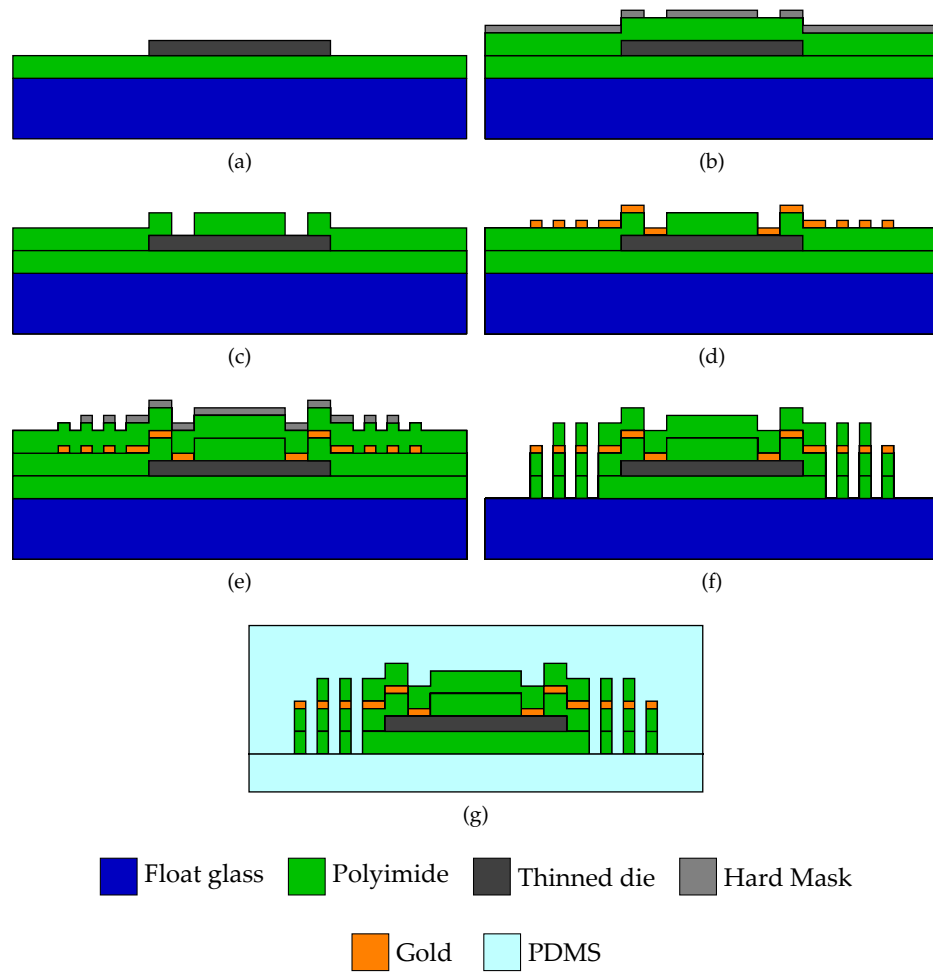 (a)
(b)
(c)
(d)
(e)
(f)
(g)
Float glass
Polyimide
Thinned die
Hard Mask
Gold
PDMS